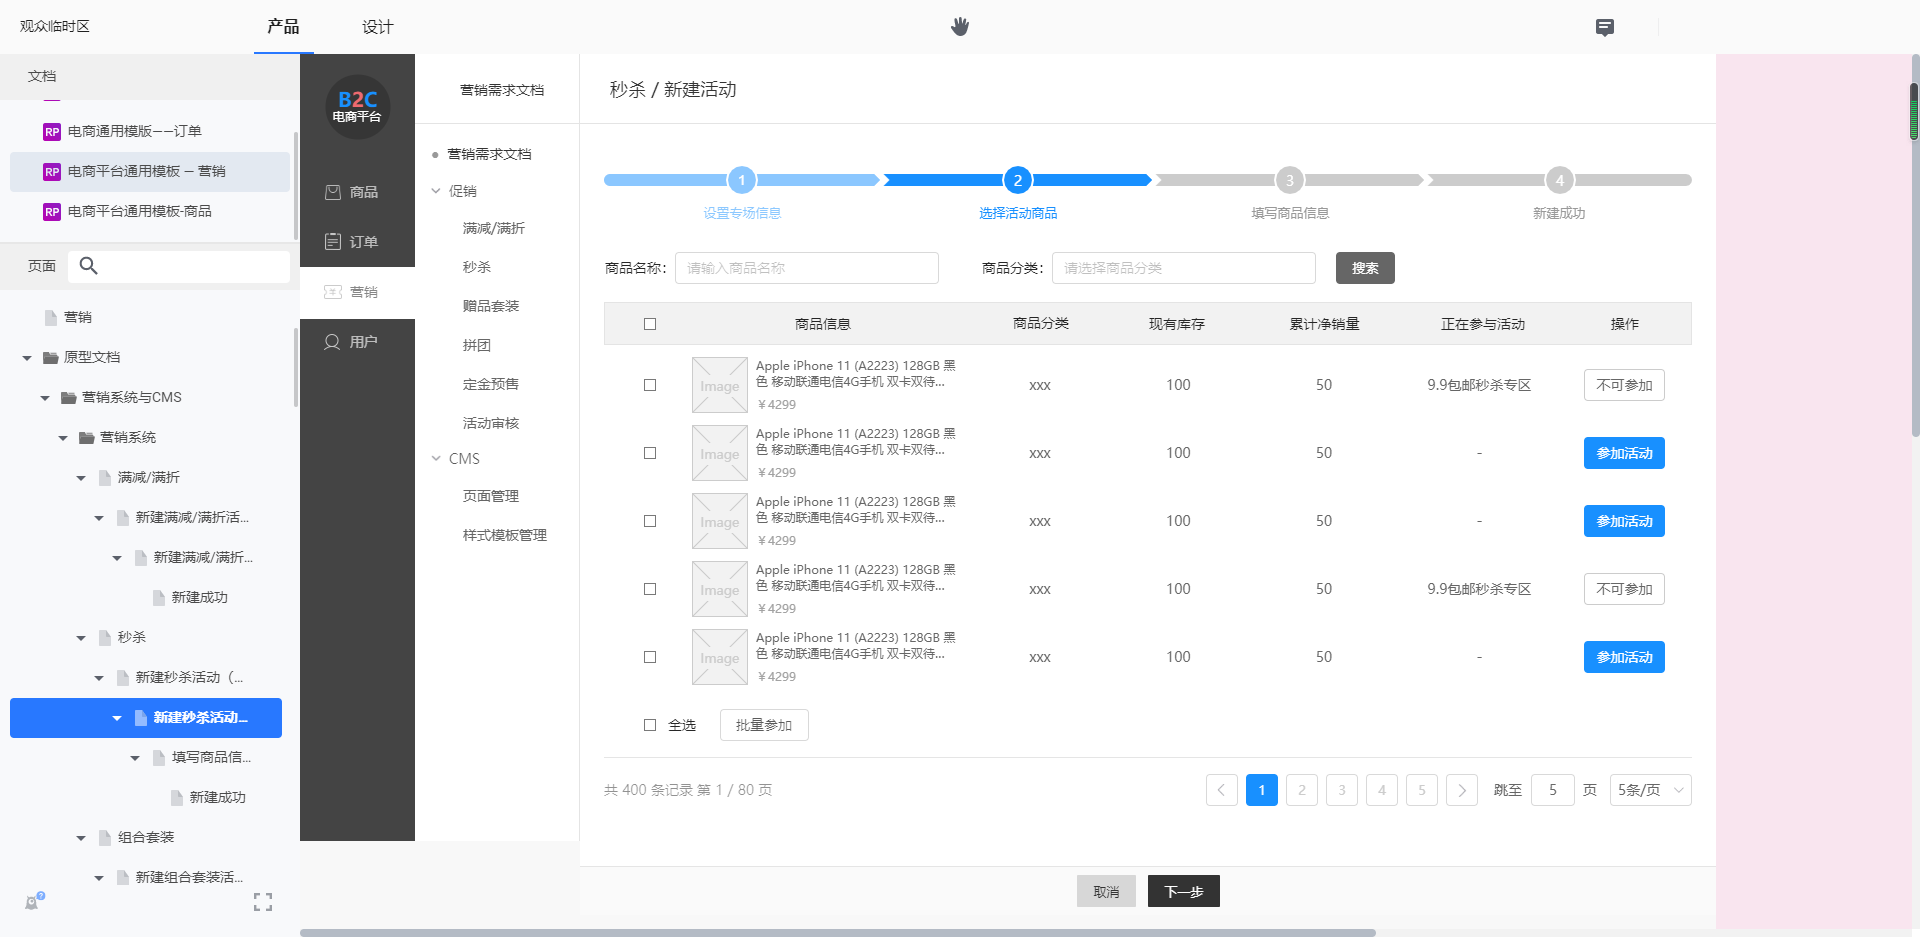 观众临时区
产品
设计
文档
RP 电商通用模版——订单
RP 电商平台通用模板 — 营销
RP 电商平台通用模板-商品
页面
营销
原型文档
营销系统与CMS
营销系统
满减/满折
新建满减/满折活...
新建满减/满折...
新建成功
秒杀
新建秒杀活动（...
新建秒杀活动...
填写商品信...
新建成功
组合套装
新建组合套装活...
B2C
电商平台
商品
订单
营销
用户
营销需求文档
营销需求文档
促销
满减/满折
秒杀
赠品套装
拼团
定金预售
活动审核
CMS
页面管理
样式模板管理
秒杀 / 新建活动
1 2 3 4
设置专场信息 选择活动商品 填写商品信息 新建成功
商品名称： 请输入商品名称 商品分类： 请选择商品分类 搜索
商品信息 商品分类 现有库存 累计净销量 正在参与活动 操作
Image
Apple iPhone 11 (A2223) 128GB 黑
色 移动联通电信4G手机 双卡双待...
￥4299
xxx 100 50 9.9包邮秒杀专区 不可参加
Image
Apple iPhone 11 (A2223) 128GB 黑
色 移动联通电信4G手机 双卡双待...
￥4299
xxx 100 50 - 参加活动
Image
Apple iPhone 11 (A2223) 128GB 黑
色 移动联通电信4G手机 双卡双待...
￥4299
xxx 100 50 - 参加活动
Image
Apple iPhone 11 (A2223) 128GB 黑
色 移动联通电信4G手机 双卡双待...
￥4299
xxx 100 50 9.9包邮秒杀专区 不可参加
Image
Apple iPhone 11 (A2223) 128GB 黑
色 移动联通电信4G手机 双卡双待...
￥4299
xxx 100 50 - 参加活动
全选 批量参加
共 400 条记录 第 1 / 80 页
1 2 3 4 5 跳至 5 页 5条/页
取消 下一步